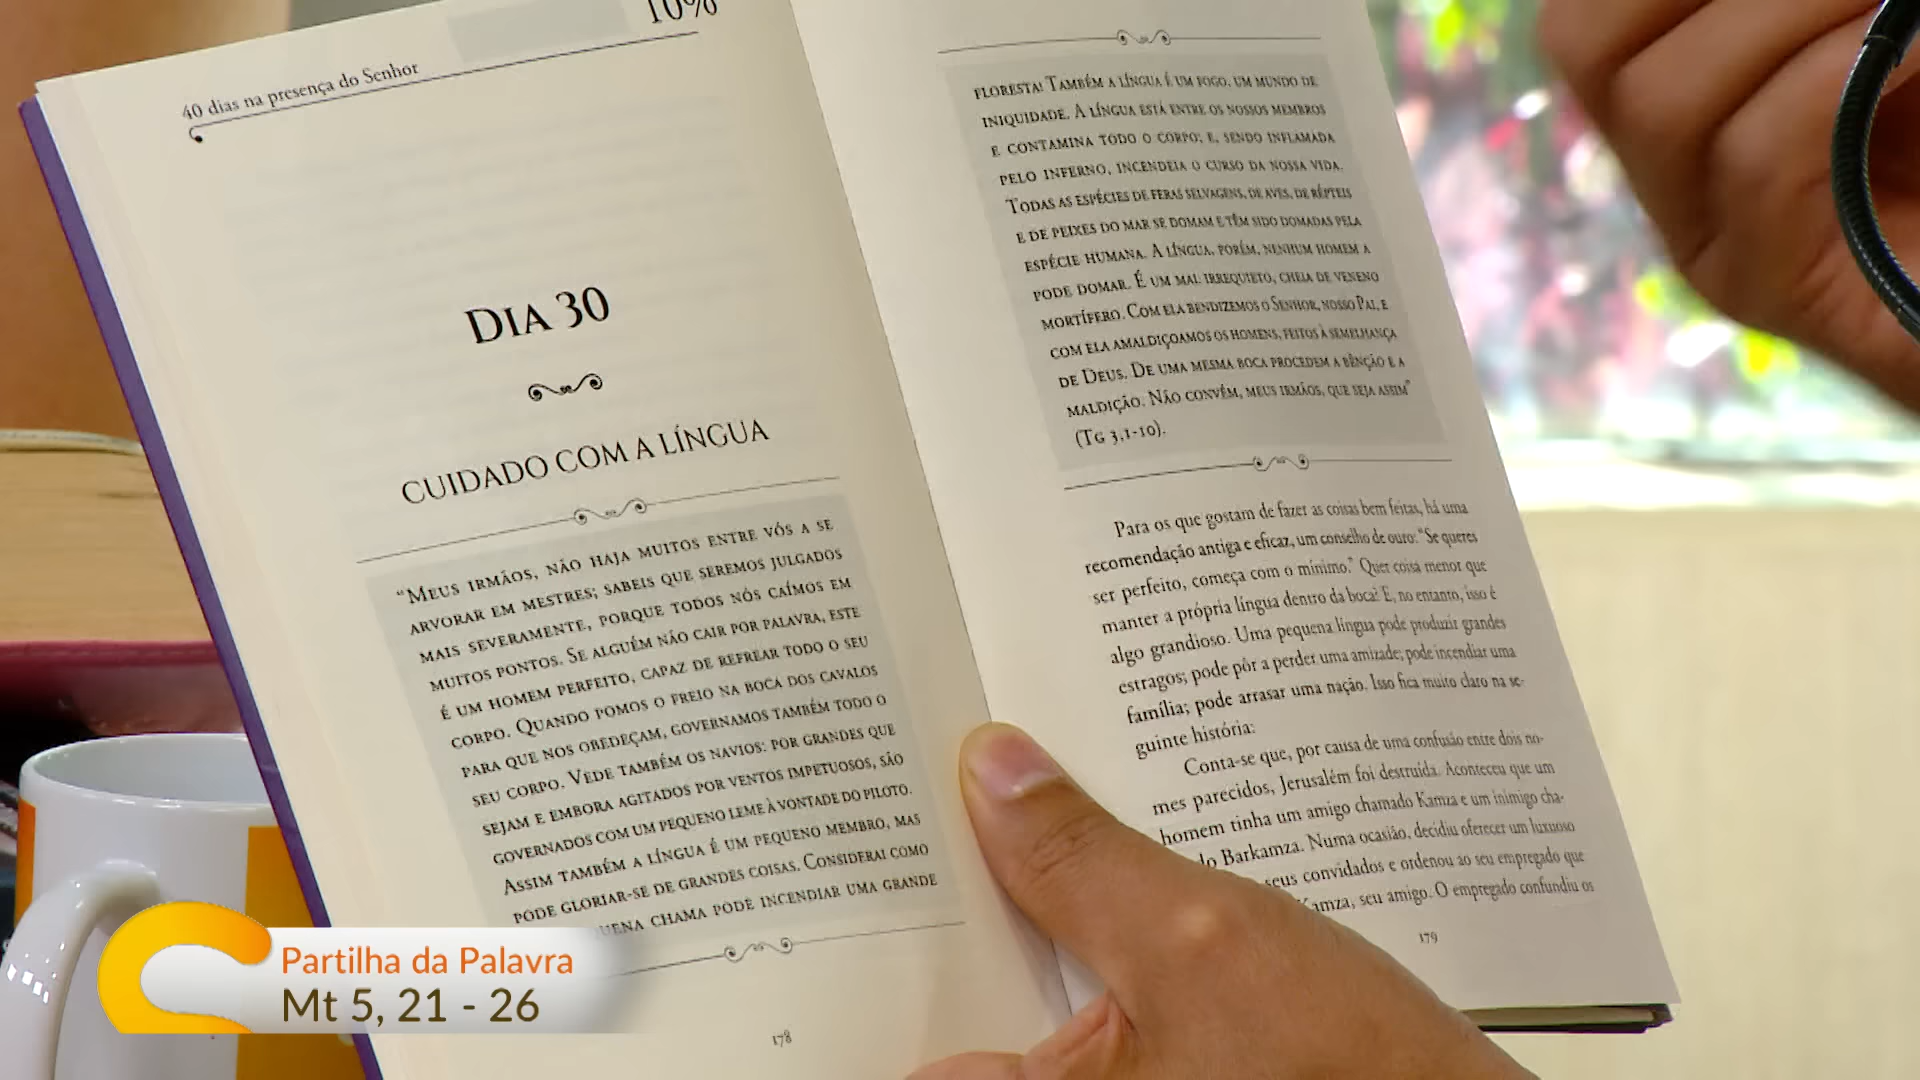 10%
40 dias na presença do Senhor
DIA 30
CUIDADO COM A LÍNGUA
“MEUS IRMÃOS, NÃO HAJA MUITOS ENTRE VÓS A SE
ARVORAR EM MESTRES; SABEIS QUE SEREMOS JULGADOS
MAIS SEVERAMENTE, PORQUE TODOS NÓS CAÍMOS EM
MUITOS PONTOS. SE ALGUÉM NÃO CAIR POR PALAVRA, ESTE
É UM HOMEM PERFEITO, CAPAZ DE REFREAR TODO O SEU
CORPO. QUANDO POMOS O FREIO NA BOCA DOS CAVALOS
PARA QUE NOS OBEDEÇAM, GOVERNAMOS TAMBÉM TODO O
SEU CORPO. VEDE TAMBÉM OS NAVIOS: POR GRANDES QUE
SEJAM E EMBORA AGITADOS POR VENTOS IMPETUOSOS, SÃO
GOVERNADOS COM UM PEQUENO LEME À VONTADE DO PILOTO.
ASSIM TAMBÉM A LÍNGUA É UM PEQUENO MEMBRO, MAS
PODE GLORIAR-SE DE GRANDES COISAS. CONSIDERAI COMO
UENA CHAMA PODE INCENDIAR UMA GRANDE
178
FLORESTA! TAMBÉM A LÍNGUA É UM FOGO, UM MUNDO DE
INIQUIDADE. A LÍNGUA ESTÁ ENTRE OS NOSSOS MEMBROS
E CONTAMINA TODO O CORPO; E, SENDO INFLAMADA
PELO INFERNO, INCENDEIA O CURSO DA NOSSA VIDA.
TODAS AS ESPÉCIES DE FERAS SELVAGENS, DE AVES, DE RÉPTEIS
E DE PEIXES DO MAR SE DOMAM E TÊM SIDO DOMADAS PELA
ESPÉCIE HUMANA. A LÍNGUA, PORÉM, NENHUM HOMEM A
PODE DOMAR. É UM MAL IRREQUIETO, CHEIA DE VENENO
MORTÍFERO. COM ELA BENDIZEMOS O SENHOR, NOSSO PAI, E
COM ELA AMALDIÇOAMOS OS HOMENS, FEITOS À SEMELHANÇA
DE DEUS. DE UMA MESMA BOCA PROCEDEM A BÊNÇÃO E A
MALDIÇÃO. NÃO CONVÉM, MEUS IRMÃOS, QUE SEJA ASSIM”
(TG 3,1-10).
Para os que gostam de fazer as coisas bem feitas, há uma
recomendação antiga e eficaz, um conselho de ouro: “Se queres
ser perfeito, começa com o mínimo.” Quer coisa menor que
manter a própria língua dentro da boca? E, no entanto, isso é
algo grandioso. Uma pequena língua pode produzir grandes
estragos; pode pôr a perder uma amizade; pode incendiar uma
família; pode arrasar uma nação. Isso fica muito claro na se-
guinte história:
Conta-se que, por causa de uma confusão entre dois no-
mes parecidos, Jerusalém foi destruída. Aconteceu que um
homem tinha um amigo chamado Kamza e um inimigo cha-
do Barkamza. Numa ocasião, decidiu oferecer um luxuoso
seus convidados e ordenou ao seu empregado que
Kamza, seu amigo. O empregado confundiu os
179
Partilha da Palavra
Mt 5, 21 - 26